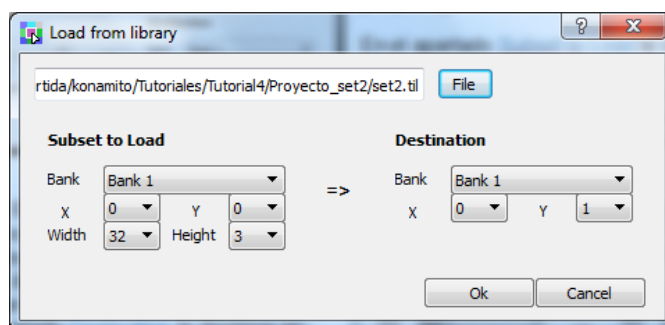 Load from library
rtida/konamito/Tutoriales/Tutorial4/Proyecto_set2/set2.til File
Subset to Load Destination
Bank Bank 1 => Bank Bank 1
X 0 Y 0 X 0 Y 1
Width 32 Height 3
Ok Cancel